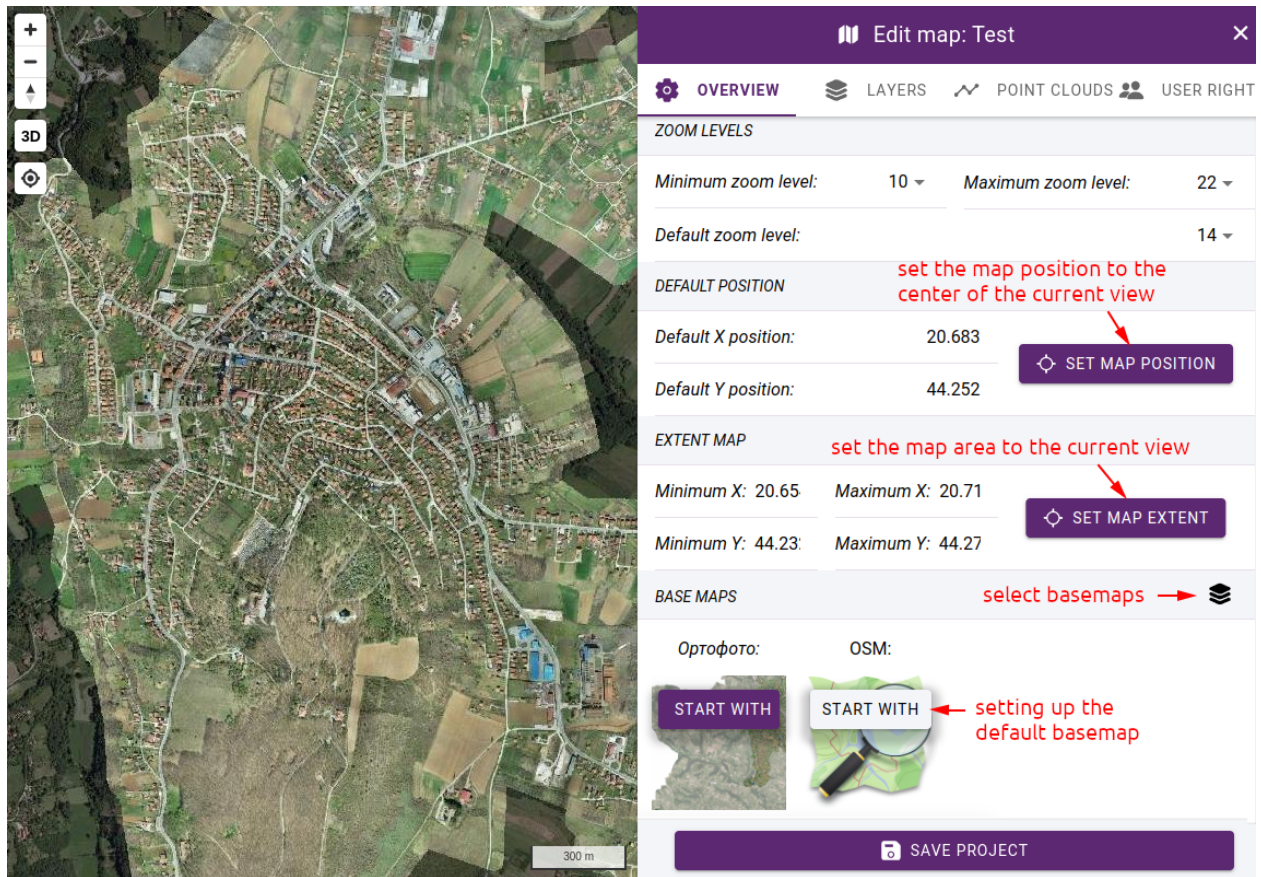 3D
300 m
Edit map: Test
OVERVIEW
LAYERS
POINT CLOUDS
USER RIGHT
ZOOM LEVELS
Minimum zoom level: 10
Maximum zoom level: 22
Default zoom level: 14
DEFAULT POSITION
set the map position to the
center of the current view
Default X position: 20.683
SET MAP POSITION
Default Y position: 44.252
EXTENT MAP
set the map area to the current view
Minimum X: 20.65
Maximum X: 20.71
SET MAP EXTENT
Minimum Y: 44.23
Maximum Y: 44.27
BASE MAPS
select basemaps
Ортофото:
OSM:
START WITH
START WITH
setting up the
default basemap
SAVE PROJECT